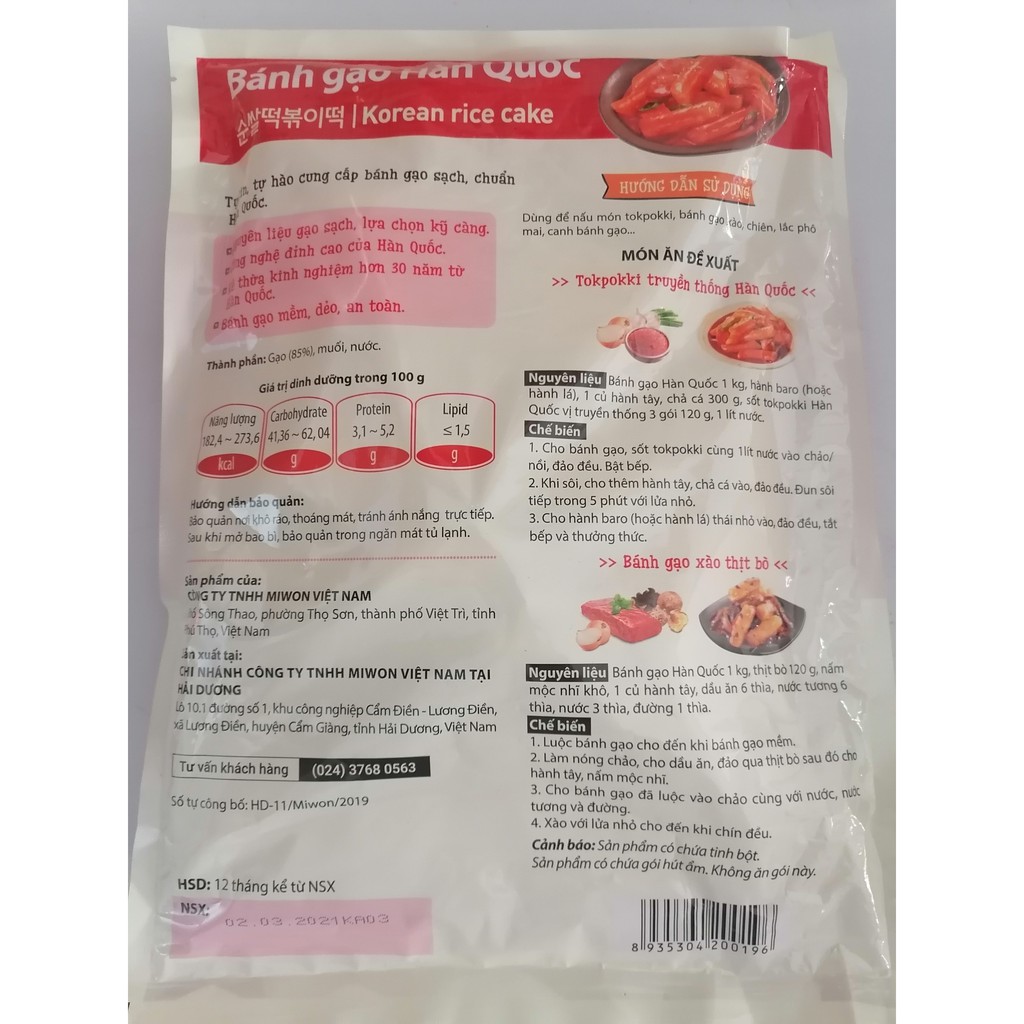 Bánh gạo Hàn Quốc
순쌀떡볶이떡 | Korean rice cake
tự hào cung cấp bánh gạo sạch, chuẩn
Quốc.
liệu gạo sạch, lựa chọn kỹ càng.
nghệ đỉnh cao của Hàn Quốc.
thừa kinh nghiệm hơn 30 năm từ
Quốc.
Bánh gạo mềm, dẻo, an toàn.
Thành phần: Gạo (85%), muối, nước.
Giá trị dinh dưỡng trong 100 g
Năng lượng
182,4 ~ 273,6
kcal
Carbohydrate
41,36 ~ 62,04
g
Protein
3,1 ~ 5,2
g
Lipid
≤ 1,5
g
Hướng dẫn bảo quản:
Bảo quản nơi khô ráo, thoáng mát, tránh ánh nắng trực tiếp.
Sau khi mở bao bì, bảo quản trong ngăn mát tủ lạnh.
Sản phẩm của:
CÔNG TY TNHH MIWON VIỆT NAM
Sông Thao, phường Thọ Sơn, thành phố Việt Trì, tỉnh
Phú Thọ, Việt Nam
Sản xuất tại:
CHI NHÁNH CÔNG TY TNHH MIWON VIỆT NAM TẠI
HẢI DƯƠNG
Lô 10.1 đường số 1, khu công nghiệp Cẩm Điền - Lương Điền,
xã Lương Điền, huyện Cẩm Giàng, tỉnh Hải Dương, Việt Nam
Tư vấn khách hàng (024) 3768 0563
Số tự công bố: HD-11/Miwon/2019
HSD: 12 tháng kể từ NSX
NSX:
02.03.2021KA03
HƯỚNG DẪN SỬ DỤNG
Dùng để nấu món tokpokki, bánh gạo xào, chiên, lắc phô
mai, canh bánh gạo...
MÓN ĂN ĐỀ XUẤT
>> Tokpokki truyền thống Hàn Quốc <<
Nguyên liệu Bánh gạo Hàn Quốc 1 kg, hành baro (hoặc
hành lá), 1 củ hành tây, chả cá 300 g, sốt tokpokki Hàn
Quốc vị truyền thống 3 gói 120 g, 1 lít nước.
Chế biến
1. Cho bánh gạo, sốt tokpokki cùng 1lít nước vào chảo/
nồi, đảo đều. Bật bếp.
2. Khi sôi, cho thêm hành tây, chả cá vào, đảo đều. Đun sôi
tiếp trong 5 phút với lửa nhỏ.
3. Cho hành baro (hoặc hành lá) thái nhỏ vào, đảo đều, tắt
bếp và thưởng thức.
>> Bánh gạo xào thịt bò <<
Nguyên liệu Bánh gạo Hàn Quốc 1 kg, thịt bò 120 g, nấm
mộc nhĩ khô, 1 củ hành tây, dầu ăn 6 thìa, nước tương 6
thìa, nước 3 thìa, đường 1 thìa.
Chế biến
1. Luộc bánh gạo cho đến khi bánh gạo mềm.
2. Làm nóng chảo, cho dầu ăn, đảo qua thịt bò sau đó cho
hành tây, nấm mộc nhĩ.
3. Cho bánh gạo đã luộc vào chảo cùng với nước, nước
tương và đường.
4. Xào với lửa nhỏ cho đến khi chín đều.
Cảnh báo: Sản phẩm có chứa tinh bột.
Sản phẩm có chứa gói hút ẩm. Không ăn gói này.
8 935304 200196